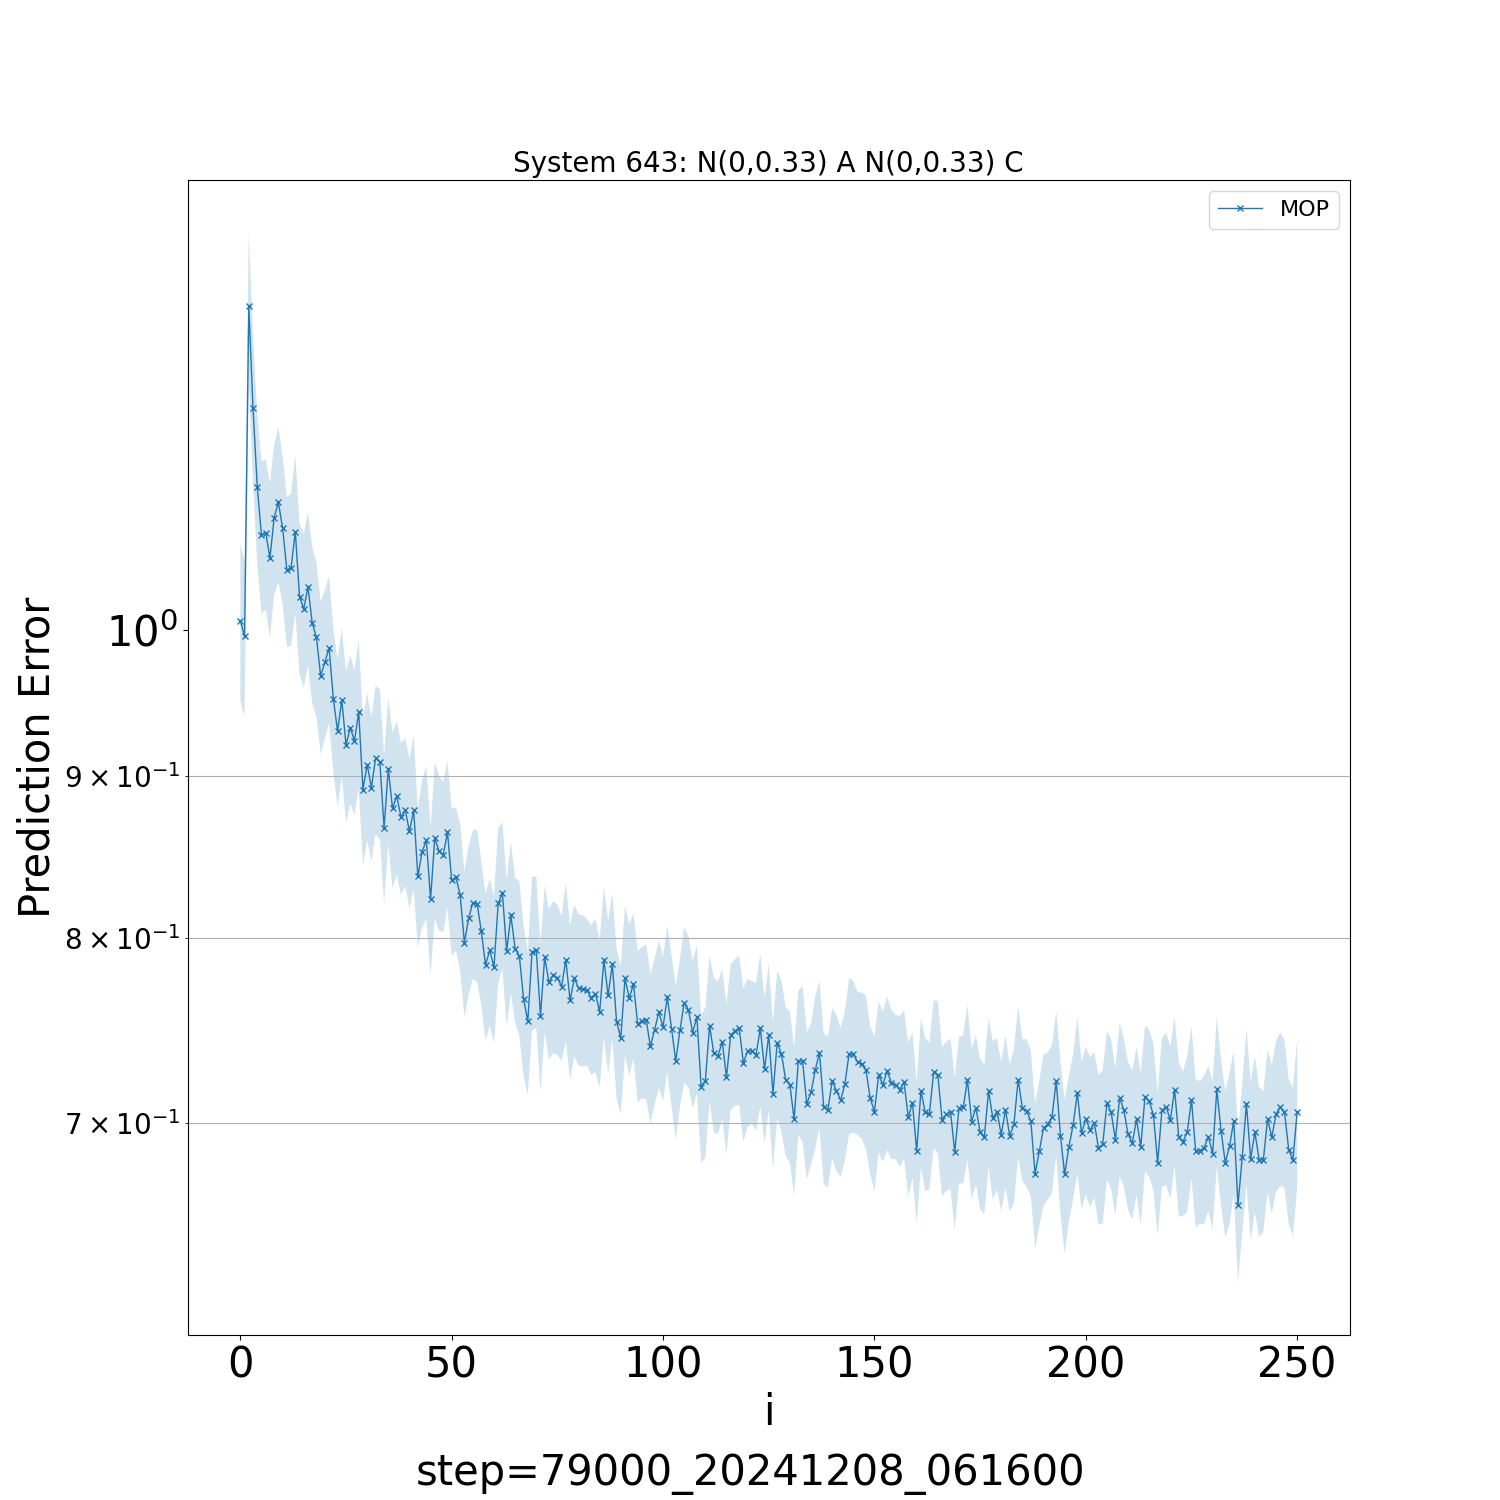 System 643: N(0,0.33) A N(0,0.33) C
MOP
Prediction Error
10⁰
9 × 10⁻¹
8 × 10⁻¹
7 × 10⁻¹
0 50 100 150 200 250
i
step=79000_20241208_061600